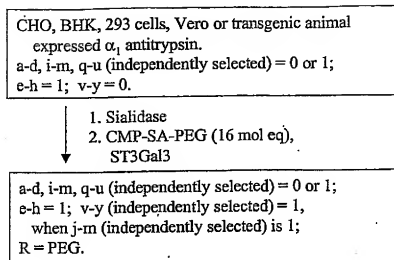 CHO, BHK, 293 cells, Vero or transgenic animal
expressed α₁ antitrypsin.
a-d, i-m, q-u (independently selected) = 0 or 1;
e-h = 1; v-y = 0.
1. Sialidase
2. CMP-SA-PEG (16 mol eq),
ST3Gal3
a-d, i-m, q-u (independently selected) = 0 or 1;
e-h = 1; v-y (independently selected) = 1,
when j-m (independently selected) is 1;
R = PEG.